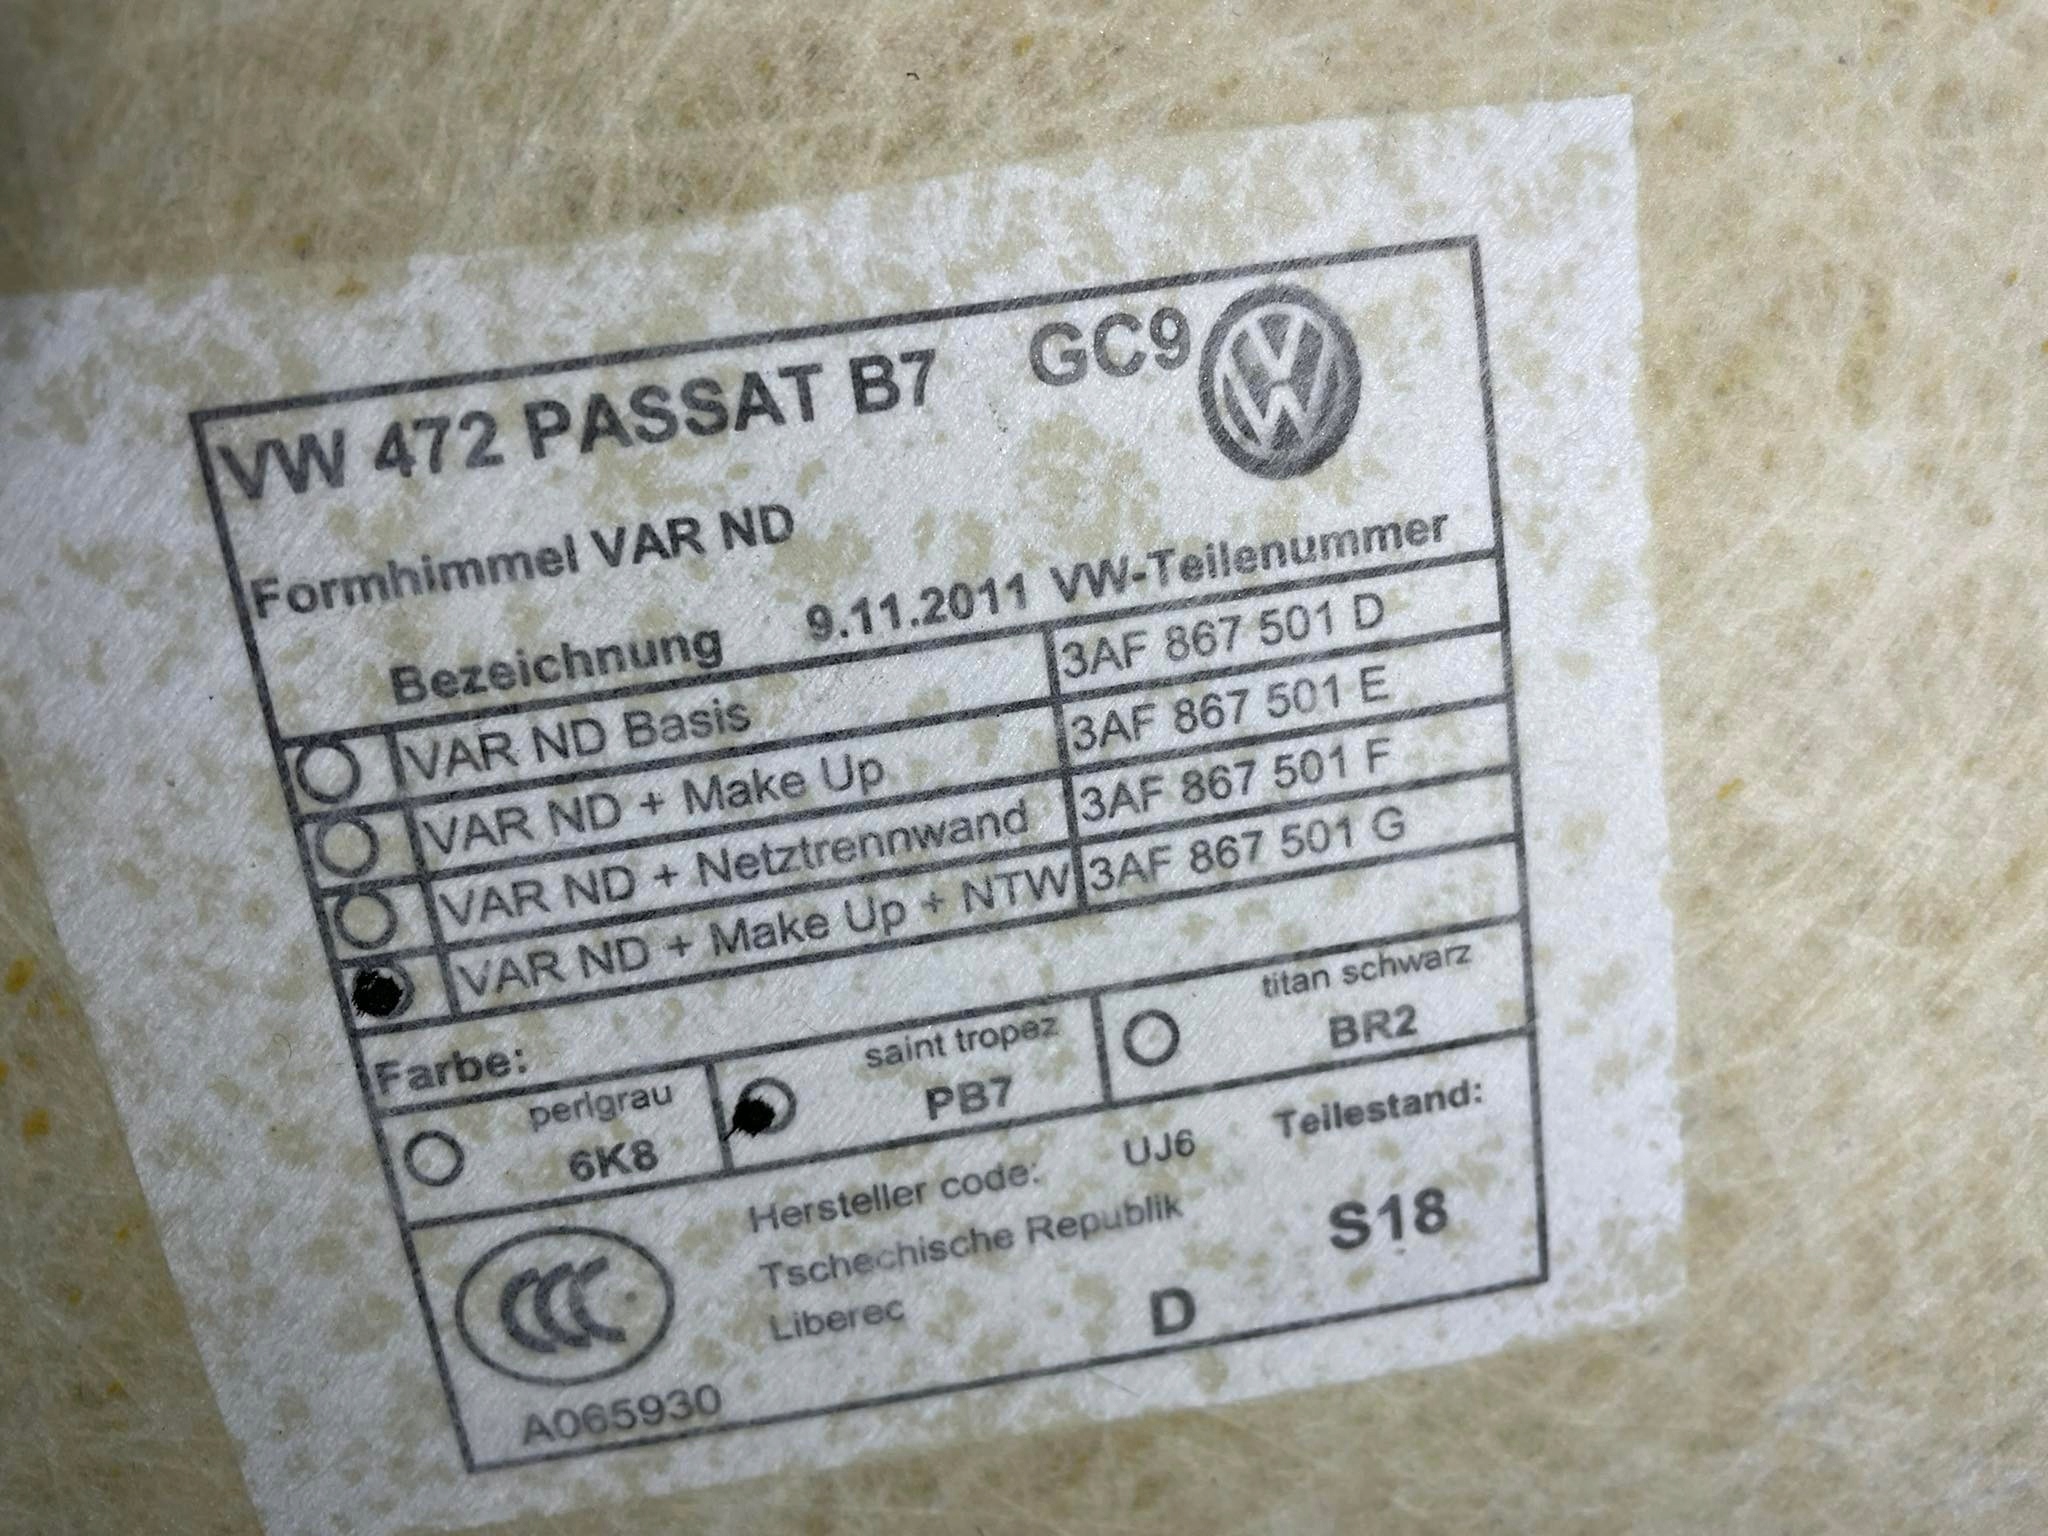 VW 472 PASSAT B7 GC9
Formhimmel VAR ND
Bezeichnung 9.11.2011 VW-Teilenummer
VAR ND Basis 3AF 867 501 D
VAR ND + Make Up 3AF 867 501 E
VAR ND + Netztrennwand 3AF 867 501 F
VAR ND + Make Up + NTW 3AF 867 501 G
Farbe:
perlgrau saint tropez titan schwarz
6K8 PB7 BR2
Hersteller code: UJ6 Teilestand:
Tschechische Republik S18
Liberec D
CCC
A065930